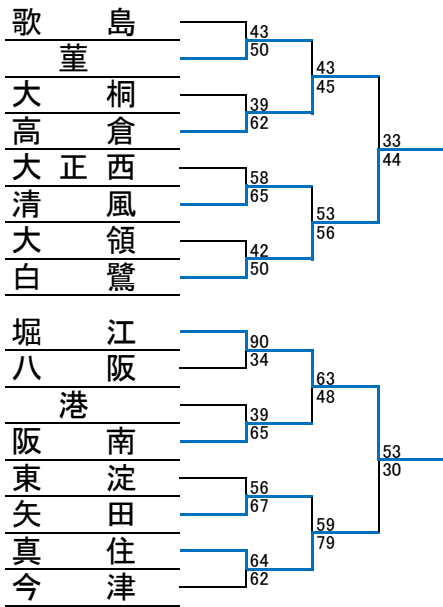 歌島
菫
大桐
高倉
大正西
清風
大領
白鷺
43
50
39
62
58
65
42
50
43
45
53
56
33
44
堀江
八阪
港
阪南
東淀
矢田
真住
今津
90
34
39
65
56
67
64
62
63
48
59
79
53
30